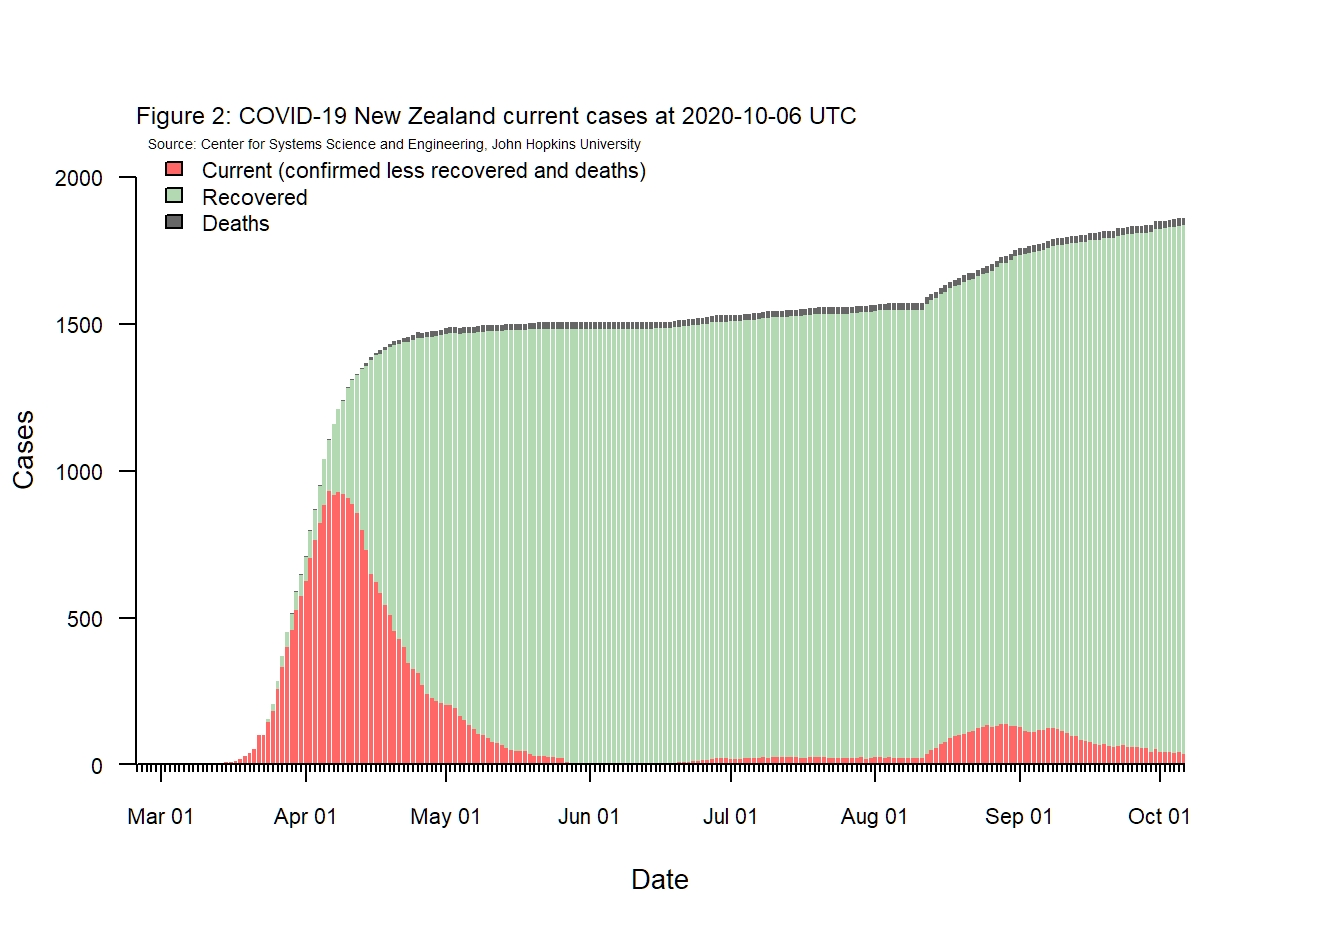 Figure 2: COVID-19 New Zealand current cases at 2020-10-06 UTC
Source: Center for Systems Science and Engineering, John Hopkins University
Current (confirmed less recovered and deaths)
Recovered
Deaths
2000
1500
1000
500
0
Cases
Mar 01 Apr 01 May 01 Jun 01 Jul 01 Aug 01 Sep 01 Oct 01
Date